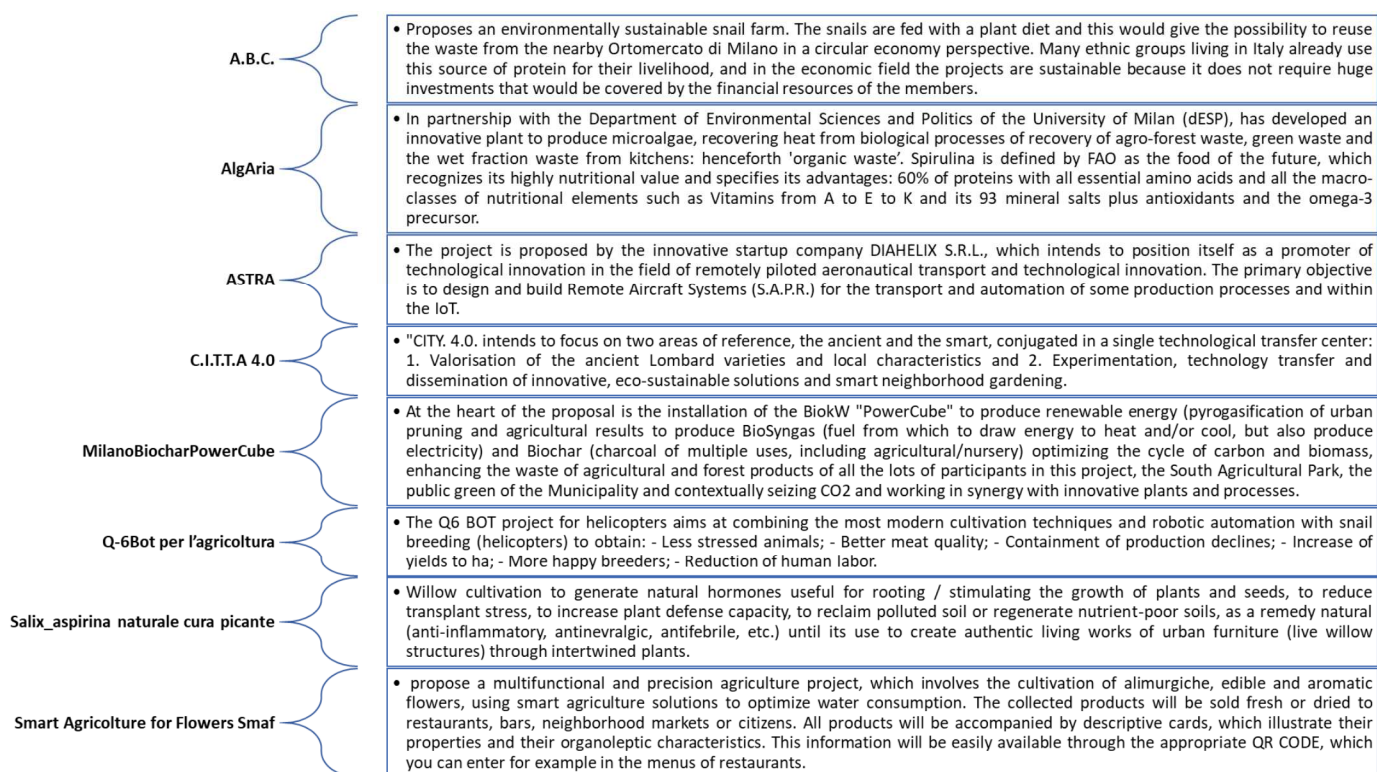 A.B.C.
• Proposes an environmentally sustainable snail farm. The snails are fed with a plant diet and this would give the possibility to reuse
the waste from the nearby Ortomercato di Milano in a circular economy perspective. Many ethnic groups living in Italy already use
this source of protein for their livelihood, and in the economic field the projects are sustainable because it does not require huge
investments that would be covered by the financial resources of the members.
AlgAria
• In partnership with the Department of Environmental Sciences and Politics of the University of Milan (dESP), has developed an
innovative plant to produce microalgae, recovering heat from biological processes of recovery of agro-forest waste, green waste and
the wet fraction waste from kitchens: henceforth 'organic waste'. Spirulina is defined by FAO as the food of the future, which
recognizes its highly nutritional value and specifies its advantages: 60% of proteins with all essential amino acids and all the macro-
classes of nutritional elements such as Vitamins from A to E to K and its 93 mineral salts plus antioxidants and the omega-3
precursor.
ASTRA
• The project is proposed by the innovative startup company DIAHELIX S.R.L., which intends to position itself as a promoter of
technological innovation in the field of remotely piloted aeronautical transport and technological innovation. The primary objective
is to design and build Remote Aircraft Systems (S.A.P.R.) for the transport and automation of some production processes and within
the IoT.
C.I.T.T.A 4.0
• "CITY. 4.0. intends to focus on two areas of reference, the ancient and the smart, conjugated in a single technological transfer center:
1. Valorisation of the ancient Lombard varieties and local characteristics and 2. Experimentation, technology transfer and
dissemination of innovative, eco-sustainable solutions and smart neighborhood gardening.
MilanoBiocharPowerCube
• At the heart of the proposal is the installation of the BiokW "PowerCube" to produce renewable energy (pyrogasification of urban
pruning and agricultural results to produce BioSyngas (fuel from which to draw energy to heat and/or cool, but also produce
electricity) and Biochar (charcoal of multiple uses, including agricultural/nursery) optimizing the cycle of carbon and biomass,
enhancing the waste of agricultural and forest products of all the lots of participants in this project, the South Agricultural Park, the
public green of the Municipality and contextually seizing CO2 and working in synergy with innovative plants and processes.
Q-6Bot per l'agricoltura
• The Q6 BOT project for helicopters aims at combining the most modern cultivation techniques and robotic automation with snail
breeding (helicopters) to obtain: - Less stressed animals; - Better meat quality; - Containment of production declines; - Increase of
yields to ha; - More happy breeders; - Reduction of human labor.
Salix_aspirina naturale cura picante
• Willow cultivation to generate natural hormones useful for rooting / stimulating the growth of plants and seeds, to reduce
transplant stress, to increase plant defense capacity, to reclaim polluted soil or regenerate nutrient-poor soils, as a remedy natural
(anti-inflammatory, antinevralgic, antifebrile, etc.) until its use to create authentic living works of urban furniture (live willow
structures) through intertwined plants.
Smart Agricolture for Flowers Smaf
• propose a multifunctional and precision agriculture project, which involves the cultivation of alimurgiche, edible and aromatic
flowers, using smart agriculture solutions to optimize water consumption. The collected products will be sold fresh or dried to
restaurants, bars, neighborhood markets or citizens. All products will be accompanied by descriptive cards, which illustrate their
properties and their organoleptic characteristics. This information will be easily available through the appropriate QR CODE, which
you can enter for example in the menus of restaurants.